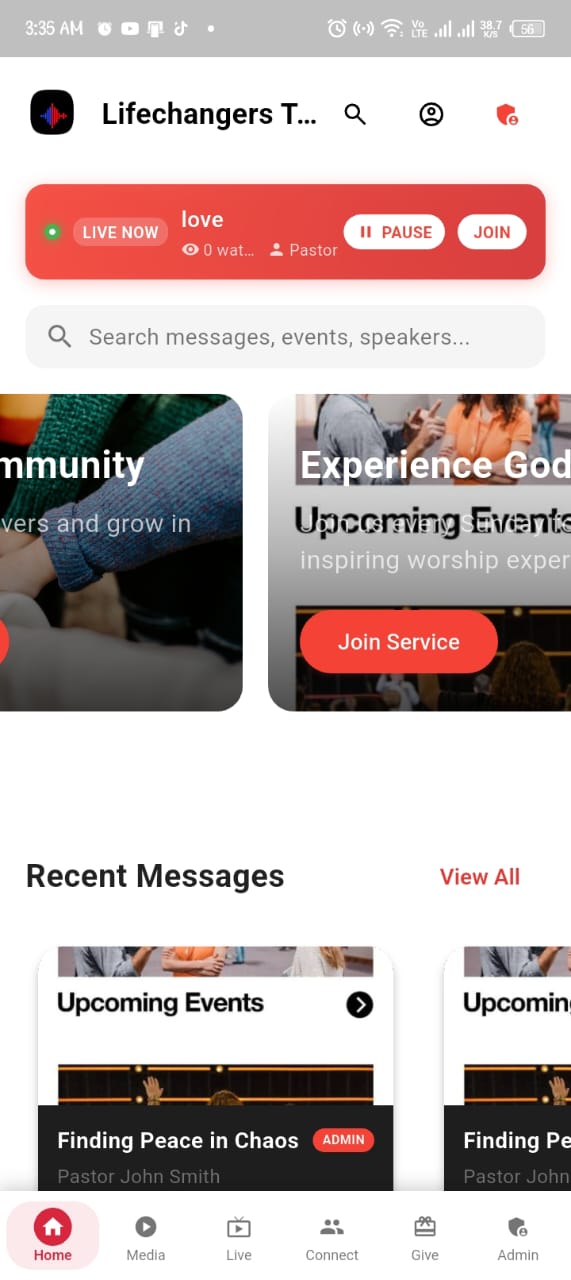 3:35 AM
Vo
LTE
38.7
K/S
56
Lifechangers T...
LIVE NOW
love
0 wat...
Pastor
PAUSE
JOIN
Search messages, events, speakers...
mmunity
vers and grow in
Experience God
Upcoming Events
Join us every Sunday fo
inspiring worship exper
Join Service
Recent Messages
View All
Upcoming Events
Upcoming
Finding Peace in Chaos
ADMIN
Pastor John Smith
Finding Pe
Pastor John
Home
Media
Live
Connect
Give
Admin